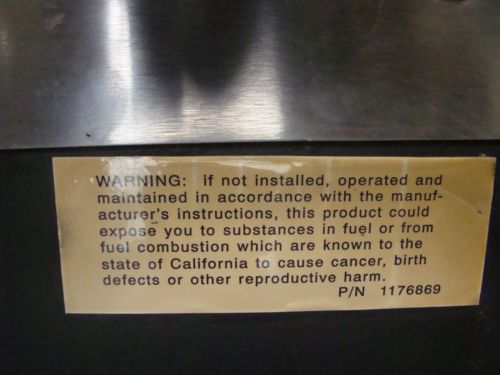 WARNING: if not installed, operated and
maintained in accordance with the manuf-
acturer's instructions, this product could
expose you to substances in fuel or from
fuel combustion which are known to the
state of California to cause cancer, birth
defects or other reproductive harm.
P/N 1176869